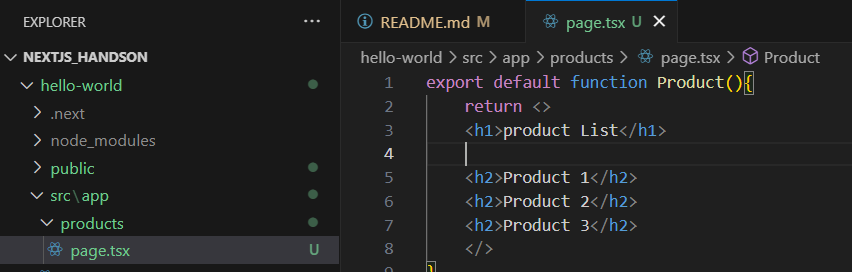 EXPLORER ...
NEXTJS_HANDSON
hello-world
.next
node_modules
public
src\app
products
page.tsx U
README.md M
page.tsx U
hello-world > src > app > products > page.tsx > Product
1 export default function Product(){
2 return <>
3 <h1>product List</h1>
4
5 <h2>Product 1</h2>
6 <h2>Product 2</h2>
7 <h2>Product 3</h2>
8 </>
9 }